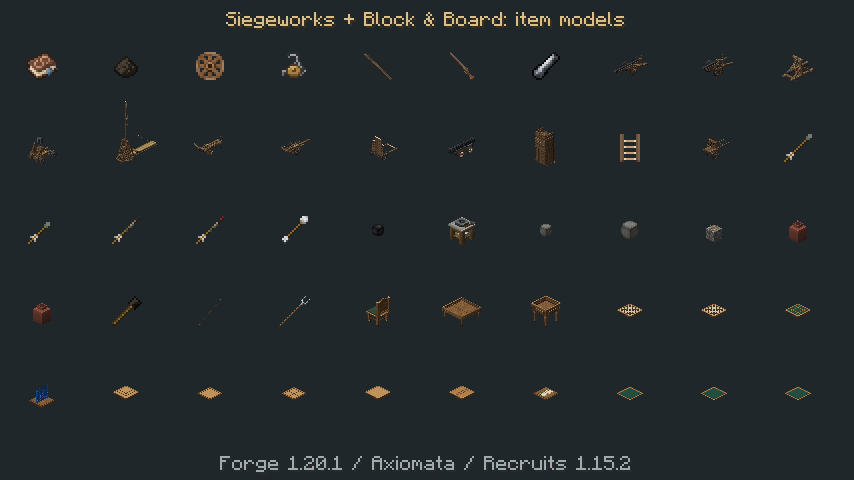 Siegeworks + Block & Board: item models
Forge 1.20.1 / Axiomata / Recruits 1.15.2